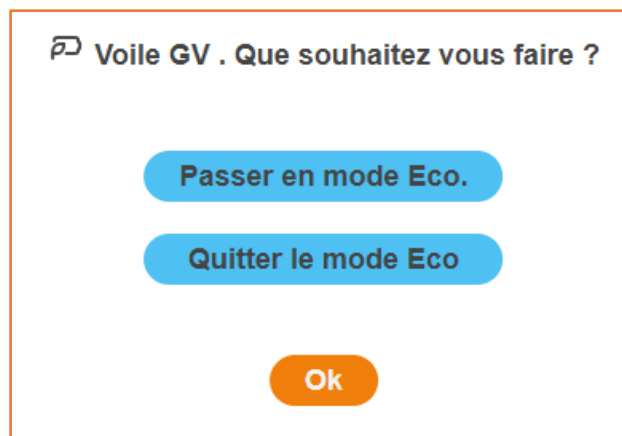 Voile GV . Que souhaitez vous faire ?
Passer en mode Eco.
Quitter le mode Eco
Ok